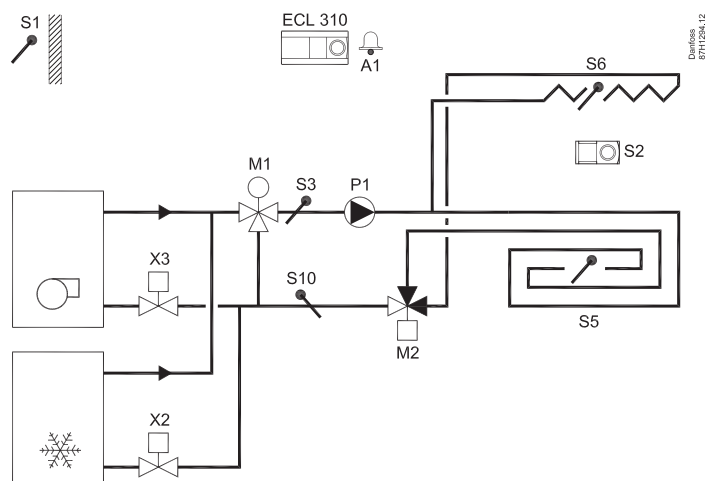 S1
ECL 310
A1
Danfoss
87H1294.12
S6
S2
M1
S3
P1
X3
S10
S5
M2
X2